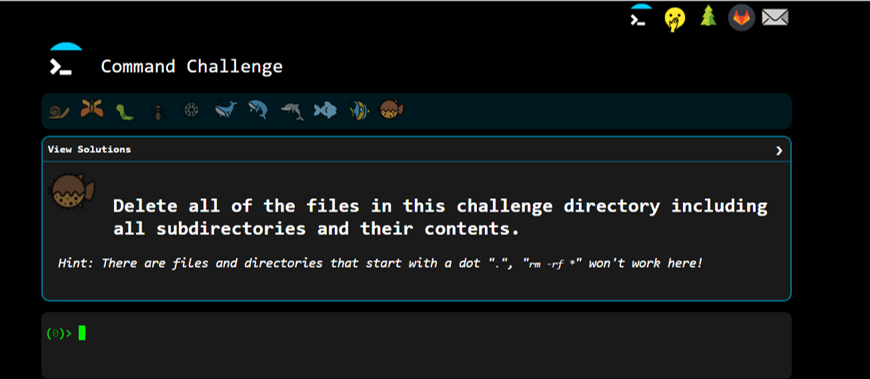 Command Challenge
View Solutions
Delete all of the files in this challenge directory including
all subdirectories and their contents.
Hint: There are files and directories that start with a dot ".", "rm -rf *" won't work here!
(0)>